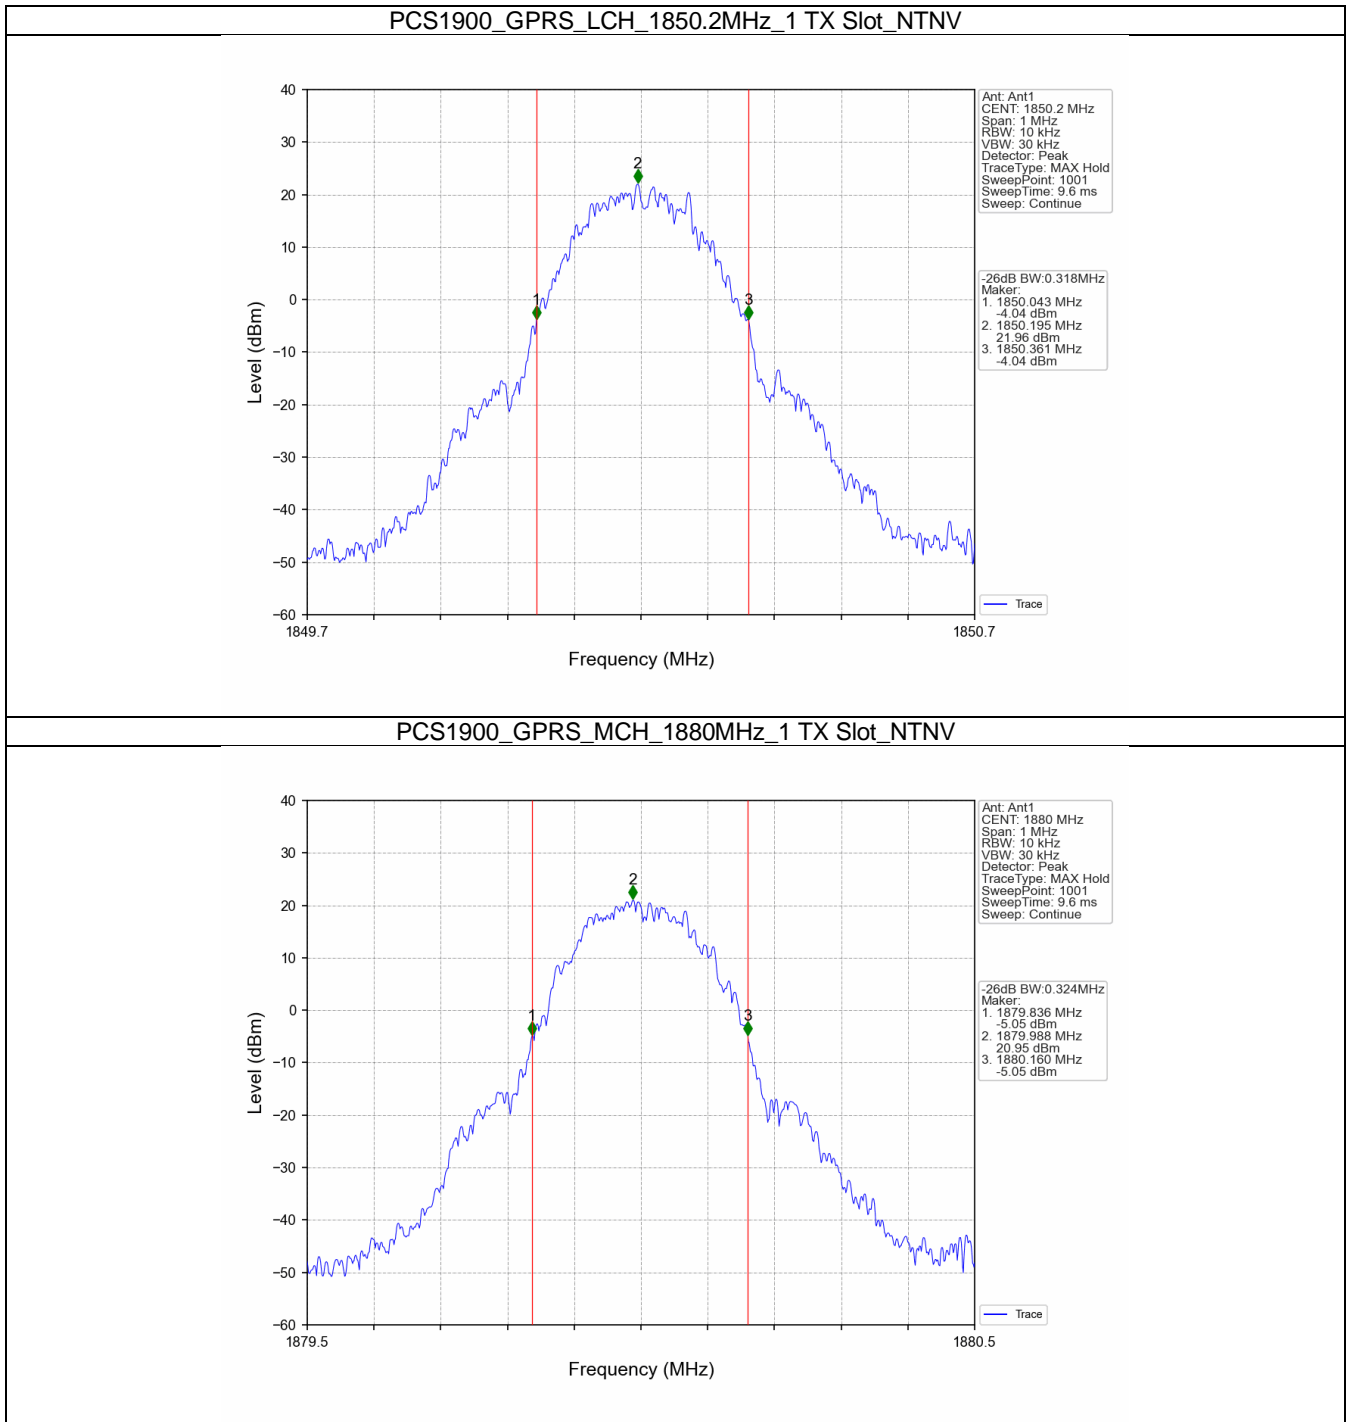 PCS1900_GPRS_LCH_1850.2MHz_1 TX Slot_NTNV
40
30
20
10
0
−10
−20
−30
−40
−50
−60
Level (dBm)
1849.7
1850.7
Frequency (MHz)
1
2
3
Ant: Ant1
CENT: 1850.2 MHz
Span: 1 MHz
RBW: 10 kHz
VBW: 30 kHz
Detector: Peak
TraceType: MAX Hold
SweepPoint: 1001
SweepTime: 9.6 ms
Sweep: Continue
-26dB BW:0.318MHz
Maker:
1. 1850.043 MHz
-4.04 dBm
2. 1850.195 MHz
21.96 dBm
3. 1850.361 MHz
-4.04 dBm
Trace
PCS1900_GPRS_MCH_1880MHz_1 TX Slot_NTNV
40
30
20
10
0
−10
−20
−30
−40
−50
−60
Level (dBm)
1879.5
1880.5
Frequency (MHz)
1
2
3
Ant: Ant1
CENT: 1880 MHz
Span: 1 MHz
RBW: 10 kHz
VBW: 30 kHz
Detector: Peak
TraceType: MAX Hold
SweepPoint: 1001
SweepTime: 9.6 ms
Sweep: Continue
-26dB BW:0.324MHz
Maker:
1. 1879.836 MHz
-5.05 dBm
2. 1879.988 MHz
20.95 dBm
3. 1880.160 MHz
-5.05 dBm
Trace